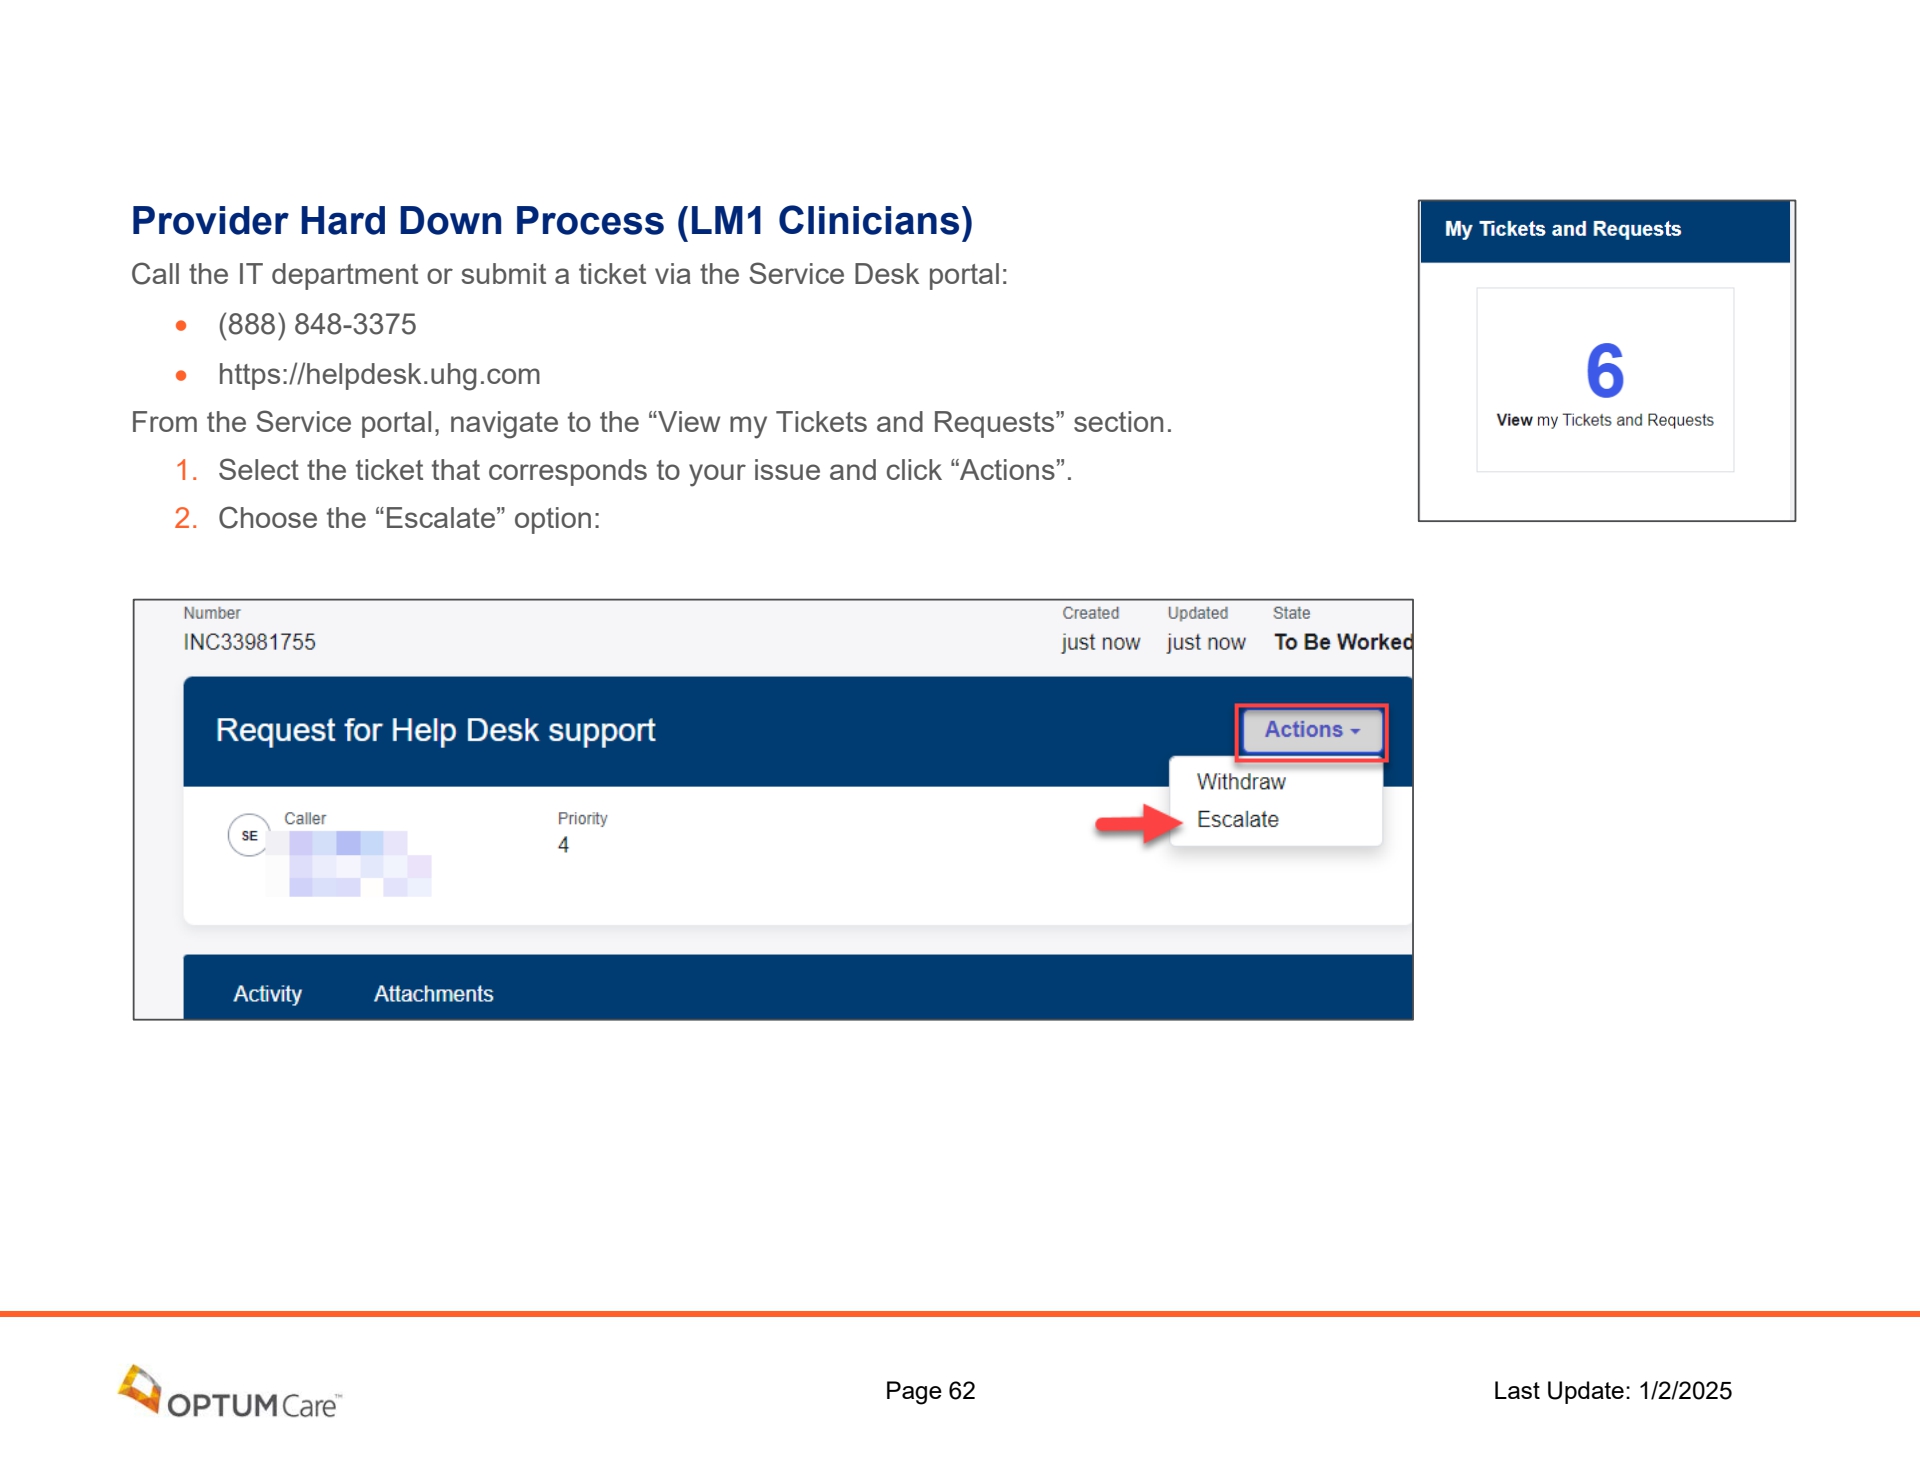 Provider Hard Down Process (LM1 Clinicians)
Call the IT department or submit a ticket via the Service Desk portal:
• (888) 848-3375
• https://helpdesk.uhg.com
From the Service portal, navigate to the “View my Tickets and Requests” section.
1. Select the ticket that corresponds to your issue and click “Actions”.
2. Choose the “Escalate” option:
My Tickets and Requests
6
View my Tickets and Requests
Number Created Updated State
INC33981755 just now just now To Be Worked
Request for Help Desk support Actions
Withdraw
Escalate
SE Caller Priority
4
Activity Attachments
OPTUMCare™ Page 62 Last Update: 1/2/2025